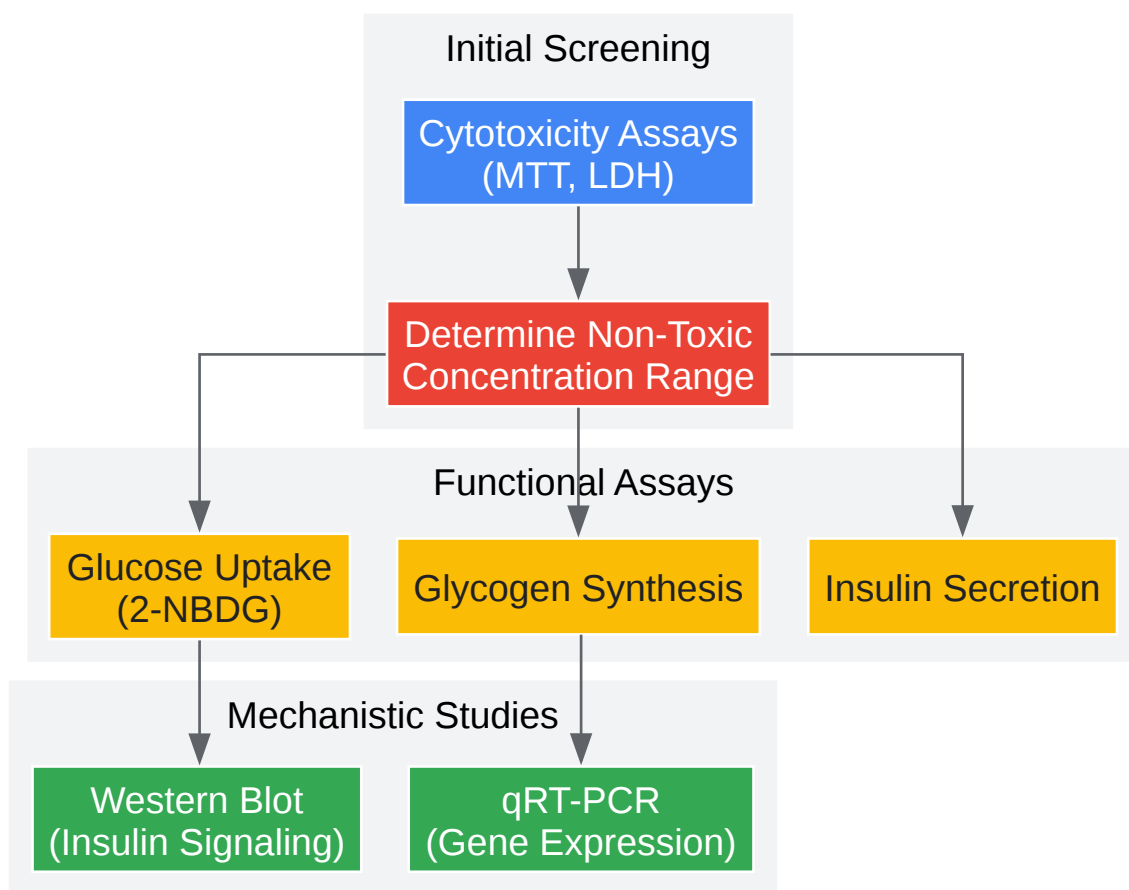 Initial Screening
Cytotoxicity Assays
(MTT, LDH)
Determine Non-Toxic
Concentration Range
Functional Assays
Glucose Uptake
(2-NBDG)
Glycogen Synthesis
Insulin Secretion
Mechanistic Studies
Western Blot
(Insulin Signaling)
qRT-PCR
(Gene Expression)